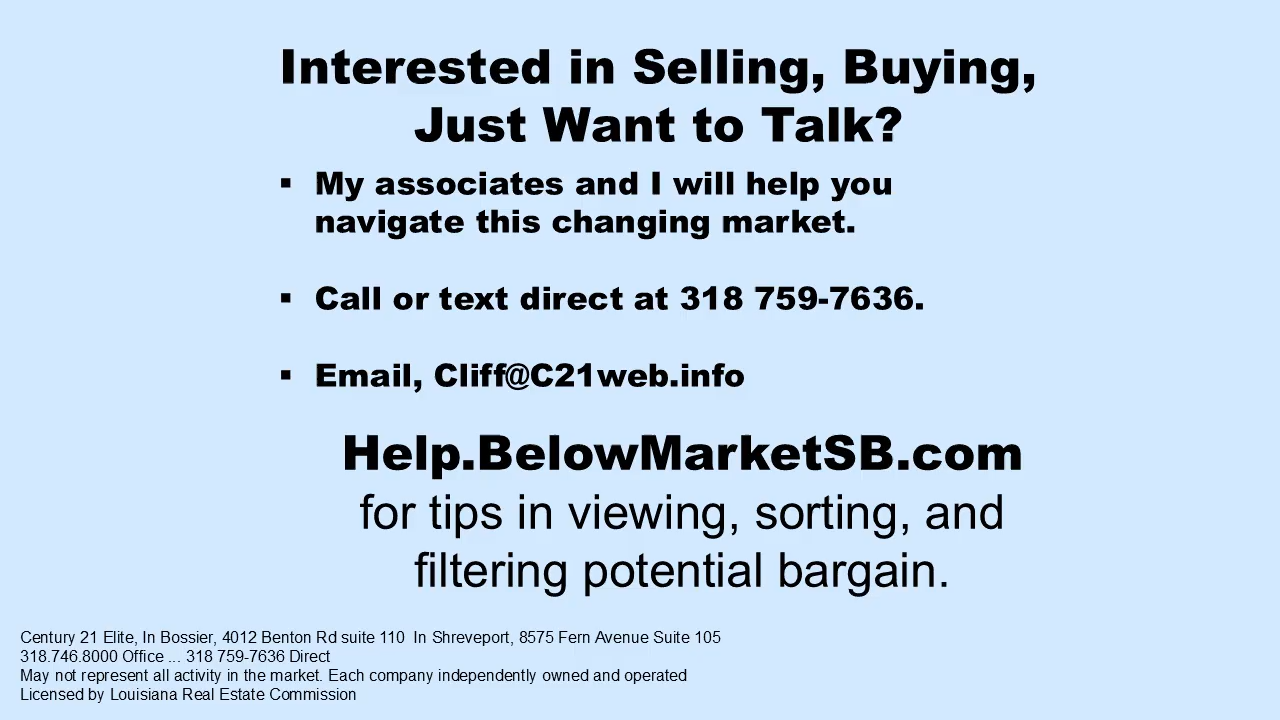 Interested in Selling, Buying,
Just Want to Talk?
▪ My associates and I will help you
navigate this changing market.
▪ Call or text direct at 318 759-7636.
▪ Email, Cliff@C21web.info
Help.BelowMarketSB.com
for tips in viewing, sorting, and
filtering potential bargain.
Century 21 Elite, In Bossier, 4012 Benton Rd suite 110  In Shreveport, 8575 Fern Avenue Suite 105
318.746.8000 Office ... 318 759-7636 Direct
May not represent all activity in the market. Each company independently owned and operated
Licensed by Louisiana Real Estate Commission